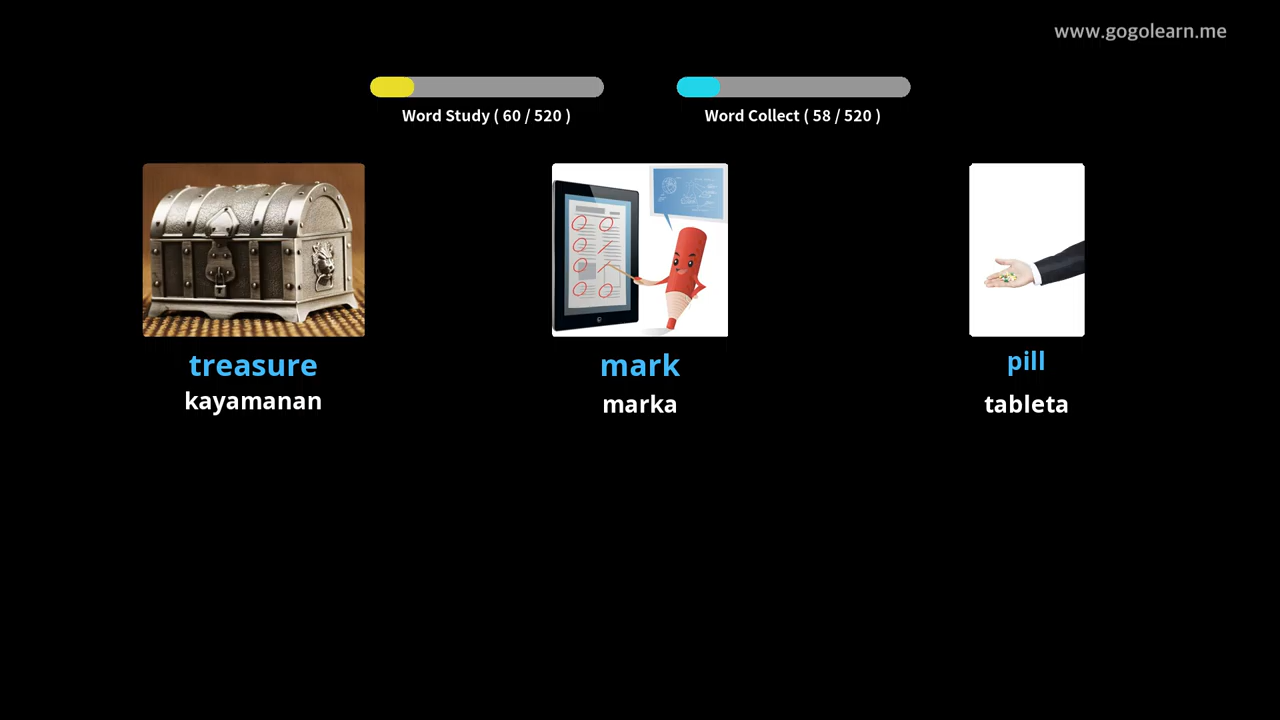 www.gogolearn.me
Word Study ( 60 / 520 )
Word Collect ( 58 / 520 )
treasure
kayamanan
mark
marka
pill
tableta